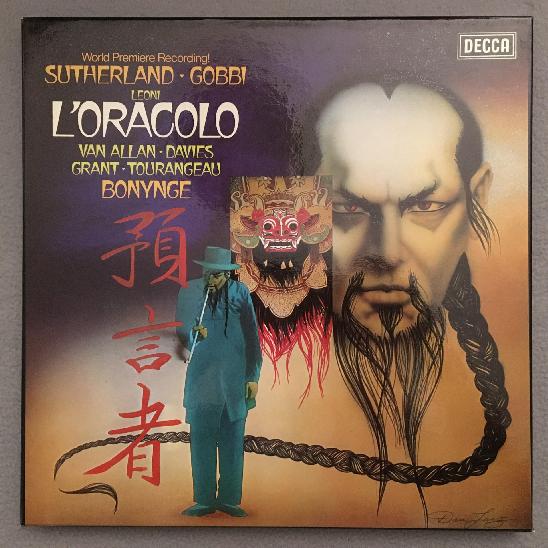 World Premiere Recording!
SUTHERLAND · GOBBI
LEONI
L'ORACOLO
VAN ALLAN · DAVIES
GRANT · TOURANGEAU
BONYNGE
DECCA
預言者